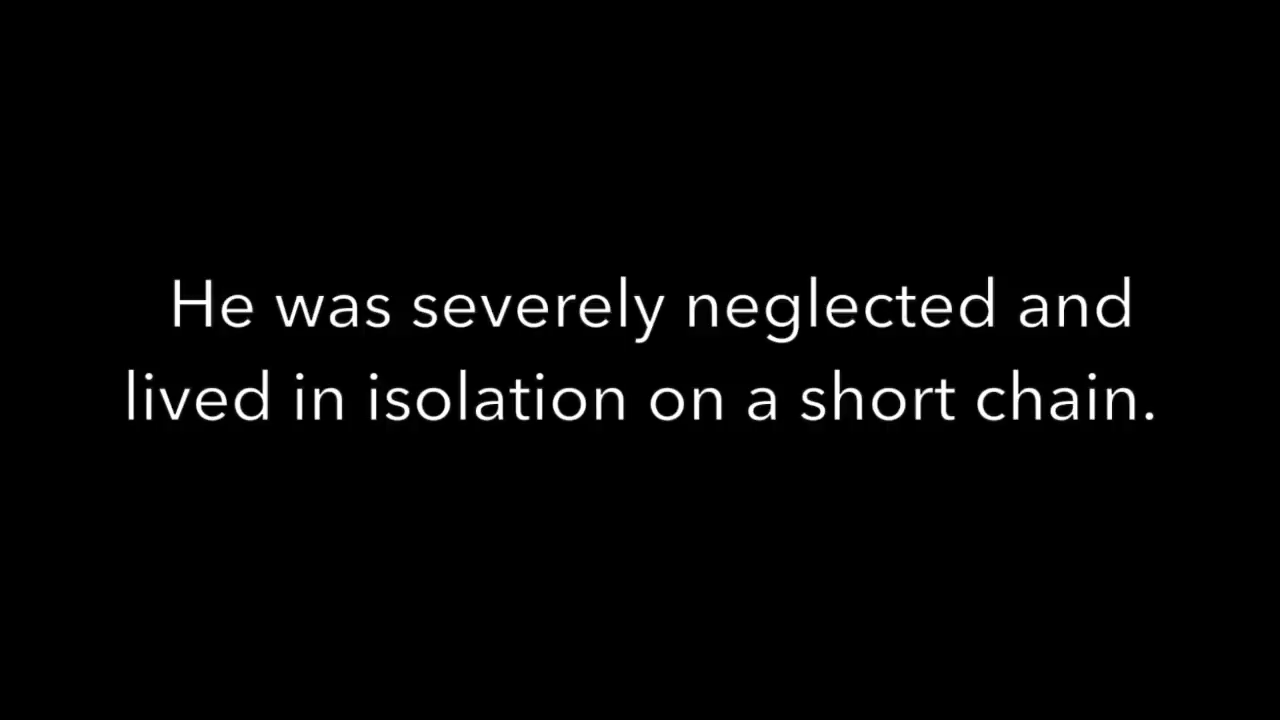 He was severely neglected and
lived in isolation on a short chain.